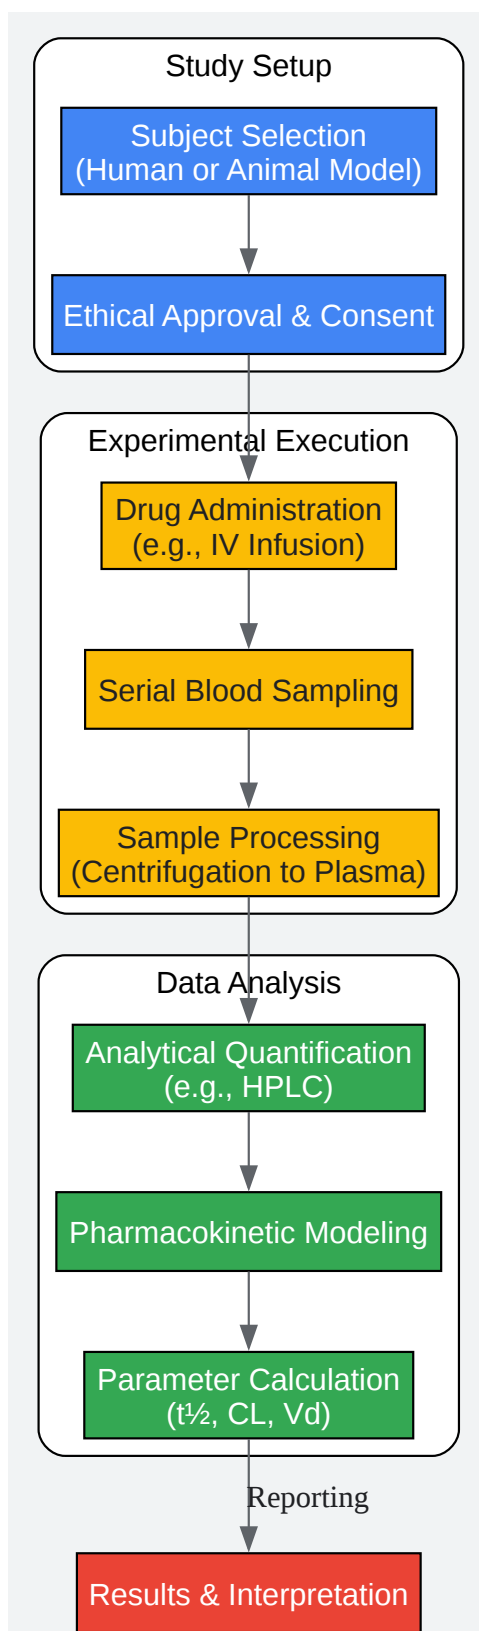 Study Setup
Subject Selection
(Human or Animal Model)
Ethical Approval & Consent
Experimental Execution
Drug Administration
(e.g., IV Infusion)
Serial Blood Sampling
Sample Processing
(Centrifugation to Plasma)
Data Analysis
Analytical Quantification
(e.g., HPLC)
Pharmacokinetic Modeling
Parameter Calculation
(t½, CL, Vd)
Reporting
Results & Interpretation